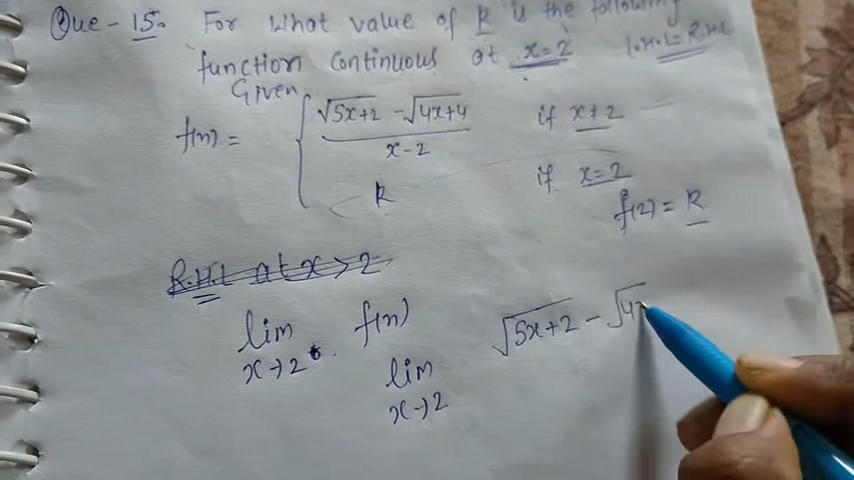 Que - 15. For what value of R is the following
function continuous at x=2 L.H.L = R.H.L
Given
f(n) = { √5x+2 - √4x+4 / x-2 if x+2
R if x=2
f(2) = R
R.H.L at x > 2
lim x→2 f(n)
lim x→2 √5x+2 - √4x